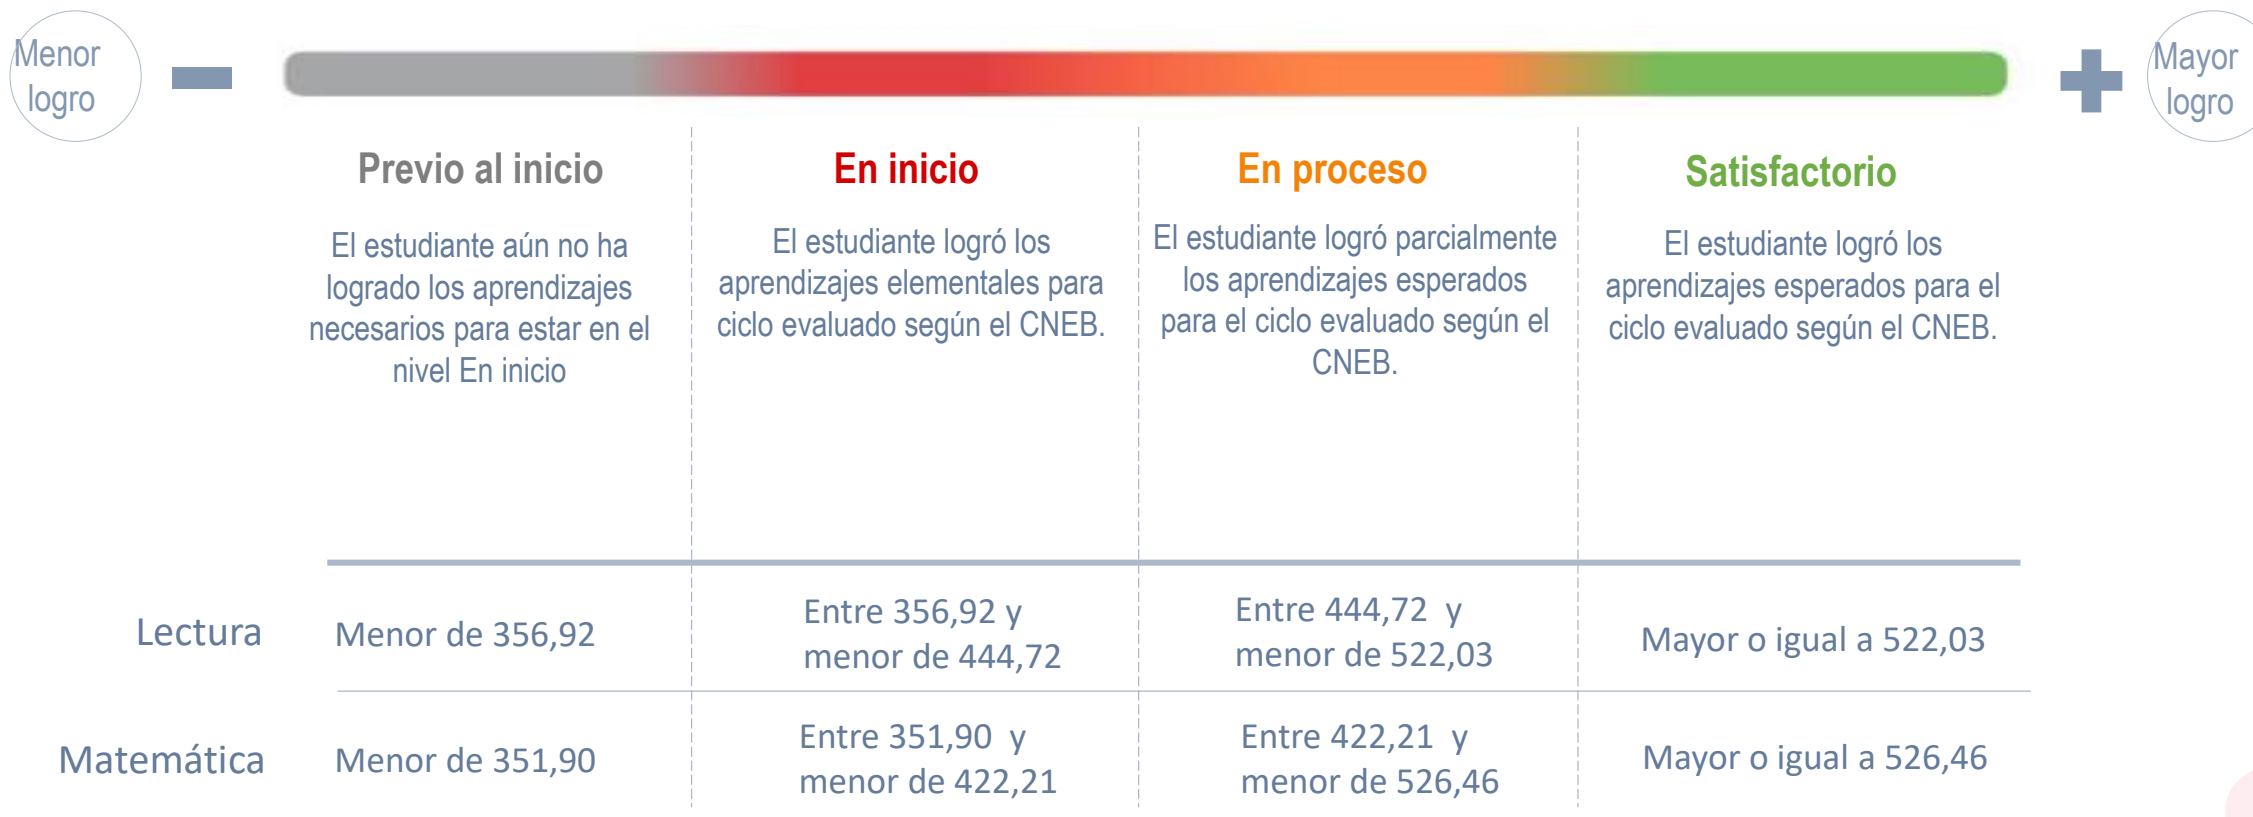 Menor
logro
Mayor
logro
Previo al inicio
El estudiante aún no ha
logrado los aprendizajes
necesarios para estar en el
nivel En inicio
En inicio
El estudiante logró los
aprendizajes elementales para
ciclo evaluado según el CNEB.
En proceso
El estudiante logró parcialmente
los aprendizajes esperados
para el ciclo evaluado según el
CNEB.
Satisfactorio
El estudiante logró los
aprendizajes esperados para el
ciclo evaluado según el CNEB.
Lectura
Menor de 356,92
Entre 356,92 y
menor de 444,72
Entre 444,72 y
menor de 522,03
Mayor o igual a 522,03
Matemática
Menor de 351,90
Entre 351,90 y
menor de 422,21
Entre 422,21 y
menor de 526,46
Mayor o igual a 526,46